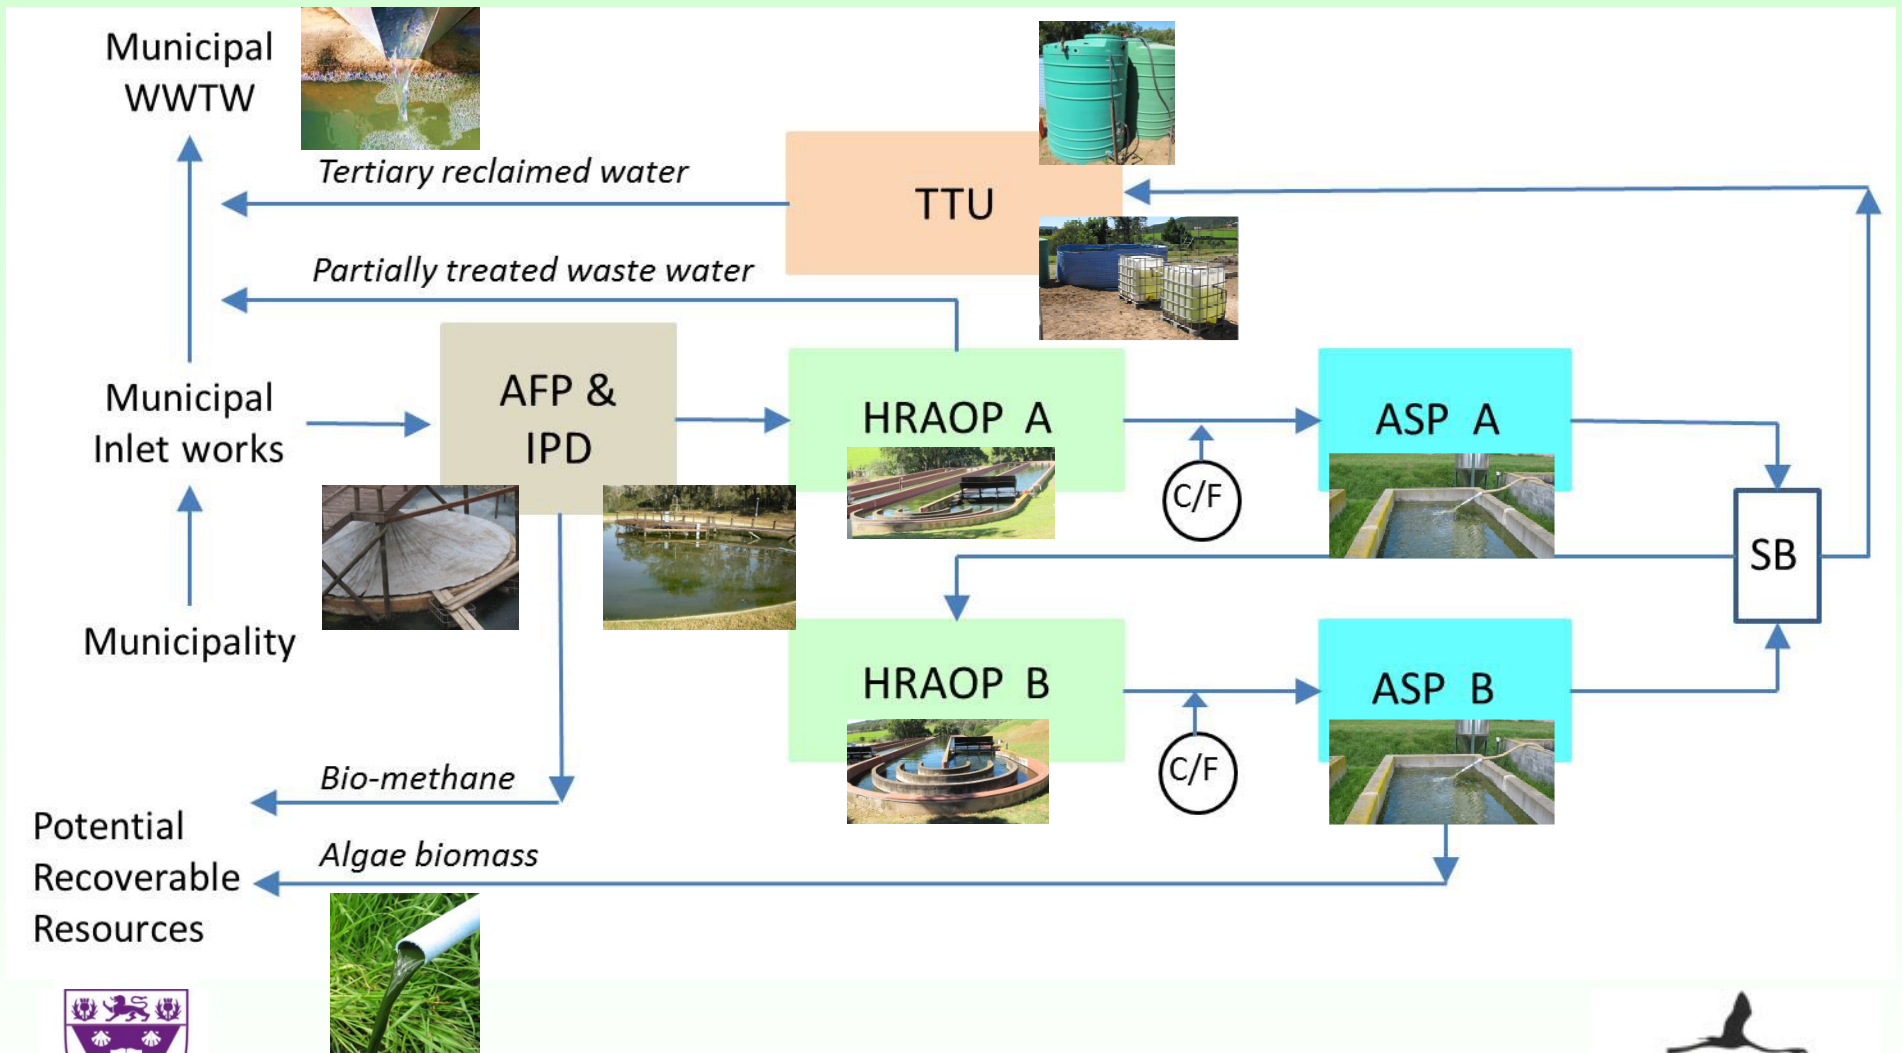 Municipal
WWTW
Tertiary reclaimed water
TTU
Partially treated waste water
AFP &
IPD
Municipal
Inlet works
HRAOP A
C/F
ASP A
SB
Municipality
HRAOP B
C/F
ASP B
Bio-methane
Potential
Recoverable
Resources
Algae biomass